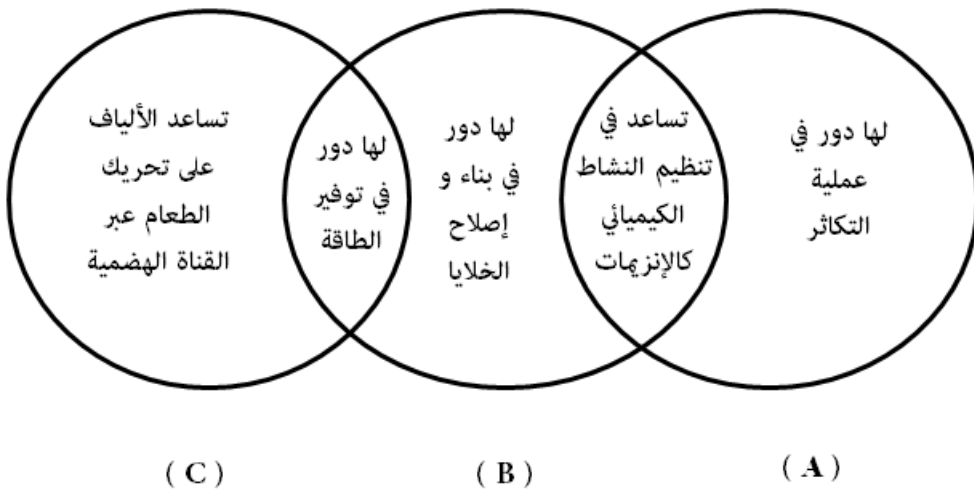 لها دور في
عملية
التكاثر
تساعد في
تنظيم النشاط
الكيميائي
كالإنزيمات
لها دور
في بناء و
إصلاح
الخلايا
لها دور
في توفير
الطاقة
تساعد الألياف
على تحريك
الطعام عبر
القناة الهضمية
( A )
( B )
( C )